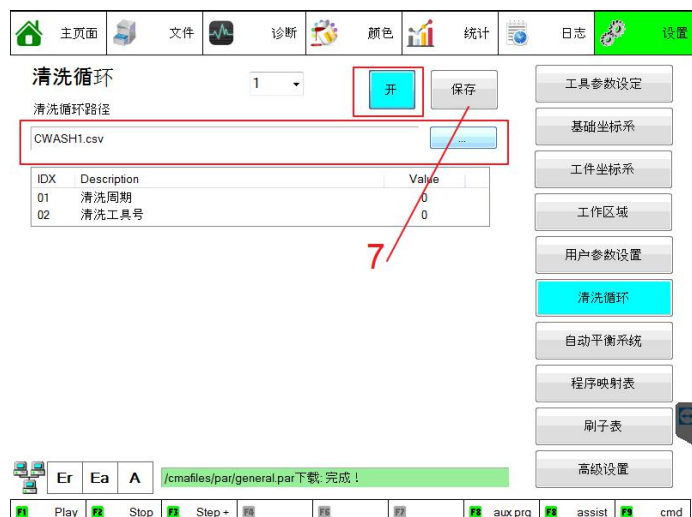 主页面 文件 诊断 颜色 统计 日志 设置
清洗循环 1 开 保存
清洗循环路径
CWASH1.csv ...
IDX Description Value
01 清洗周期 0
02 清洗工具号 0
7
工具参数设定
基础坐标系
工件坐标系
工作区域
用户参数设置
清洗循环
自动平衡系统
程序映射表
刷子表
高级设置
Er Ea A /cmafiles/par/general.par下载:完成！
F1 Play F2 Stop F3 Step + F4 F6 F7 F8 aux prg F8 assist F9 cmd